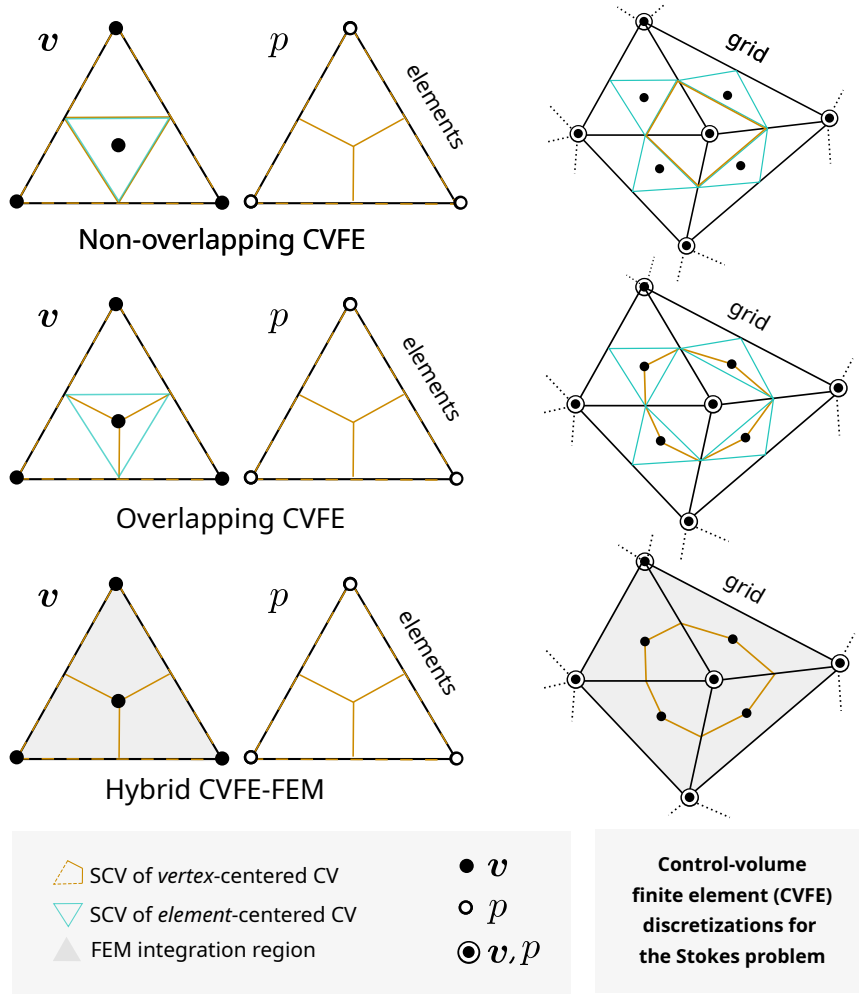 v p elements grid
Non-overlapping CVFE
v p elements grid
Overlapping CVFE
v p elements grid
Hybrid CVFE-FEM
SCV of vertex-centered CV
SCV of element-centered CV
FEM integration region
v
p
v, p
Control-volume
finite element (CVFE)
discretizations for
the Stokes problem